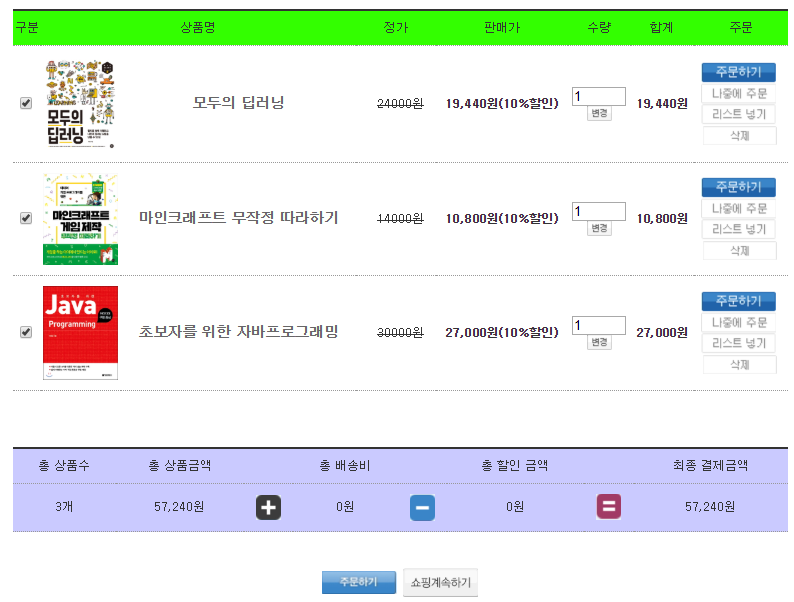 구분 상품명 정가 판매가 수량 합계 주문
모두의
딥러닝
모두의 딥러닝 24000원 19,440원(10%할인) 1 19,440원
변경
주문하기
나중에 주문
리스트 넣기
삭제
마인크래프트
게임 제작
무작정 따라하기
마인크래프트 무작정 따라하기 14000원 10,800원(10%할인) 1 10,800원
변경
주문하기
나중에 주문
리스트 넣기
삭제
Java
Programming
초보자를 위한 자바프로그래밍 30000원 27,000원(10%할인) 1 27,000원
변경
주문하기
나중에 주문
리스트 넣기
삭제
총 상품수 총 상품금액 총 배송비 총 할인 금액 최종 결제금액
3개 57,240원 + 0원 - 0원 = 57,240원
주문하기 쇼핑계속하기